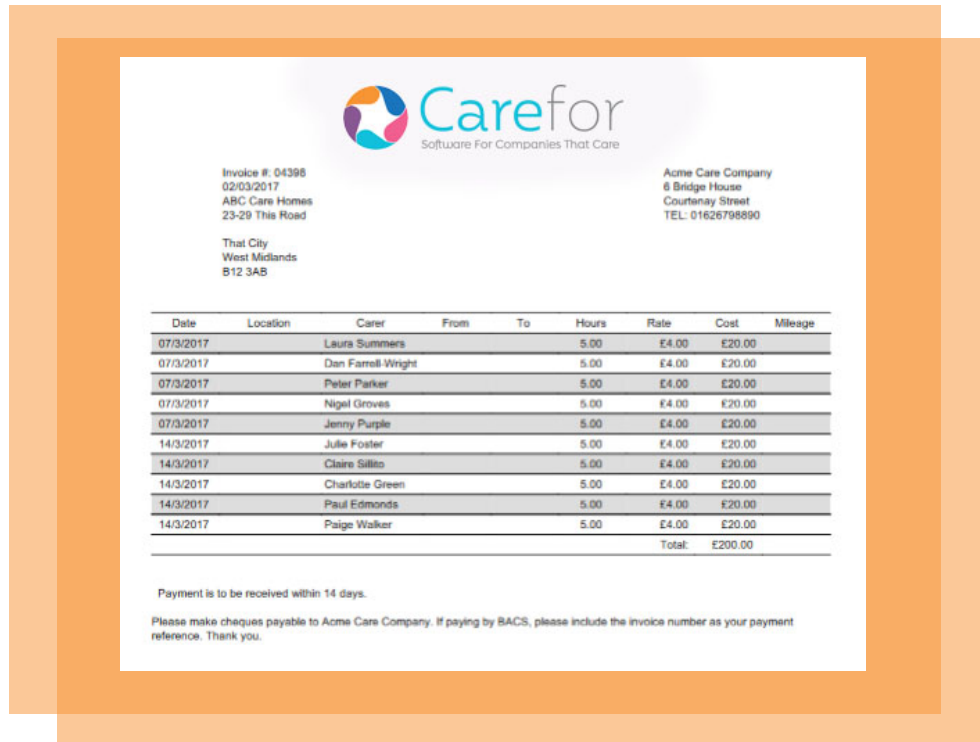 Carefor
Software For Companies That Care
Invoice #: 04398
02/03/2017
ABC Care Homes
23-29 This Road
That City
West Midlands
B12 3AB
Acme Care Company
6 Bridge House
Courtenay Street
TEL: 01626798890
Date Location Carer From To Hours Rate Cost Mileage
07/3/2017 Laura Summers 5.00 £4.00 £20.00
07/3/2017 Dan Farrell-Wright 5.00 £4.00 £20.00
07/3/2017 Peter Parker 5.00 £4.00 £20.00
07/3/2017 Nigel Groves 5.00 £4.00 £20.00
07/3/2017 Jenny Purple 5.00 £4.00 £20.00
14/3/2017 Julie Foster 5.00 £4.00 £20.00
14/3/2017 Claire Sillito 5.00 £4.00 £20.00
14/3/2017 Charlotte Green 5.00 £4.00 £20.00
14/3/2017 Paul Edmonds 5.00 £4.00 £20.00
14/3/2017 Paige Walker 5.00 £4.00 £20.00
Total: £200.00
Payment is to be received within 14 days.
Please make cheques payable to Acme Care Company. If paying by BACS, please include the invoice number as your payment
reference. Thank you.